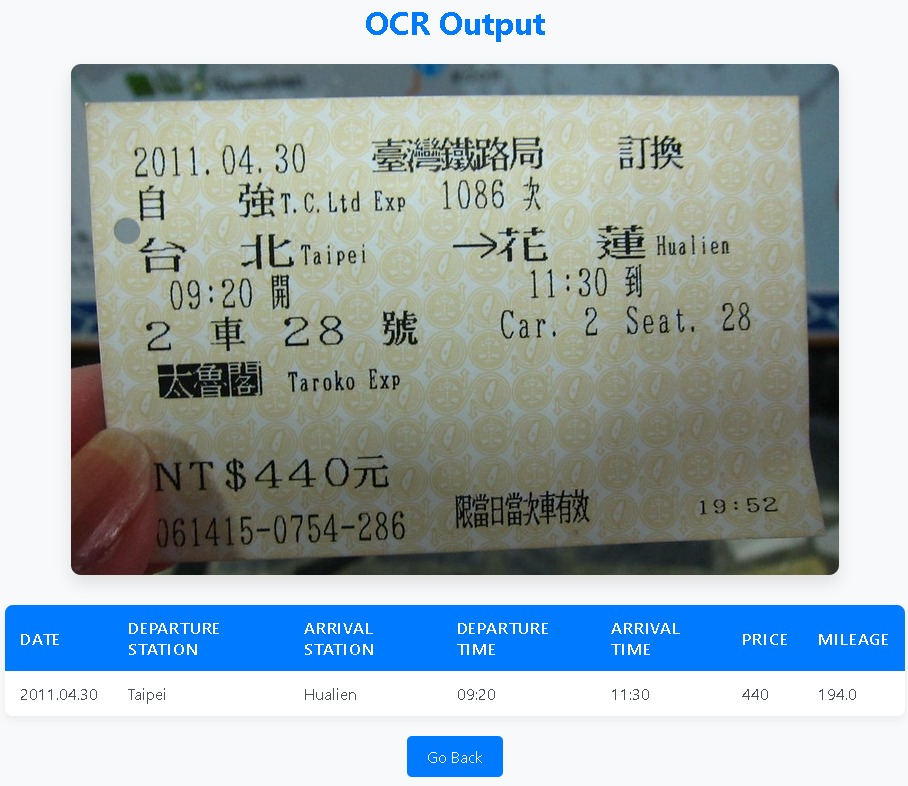 OCR Output
2011.04.30 臺灣鐵路局 訂換
自 強 T.C.Ltd Exp 1086 次
台 北 Taipei →花 蓮 Hualien
09:20 開 11:30 到
2 車 28 號 Car. 2 Seat. 28
太魯閣 Taroko Exp
NT$440元
061415-0754-286 限當日當次車有效 19:52
DATE DEPARTURE STATION ARRIVAL STATION DEPARTURE TIME ARRIVAL TIME PRICE MILEAGE
2011.04.30 Taipei Hualien 09:20 11:30 440 194.0
Go Back